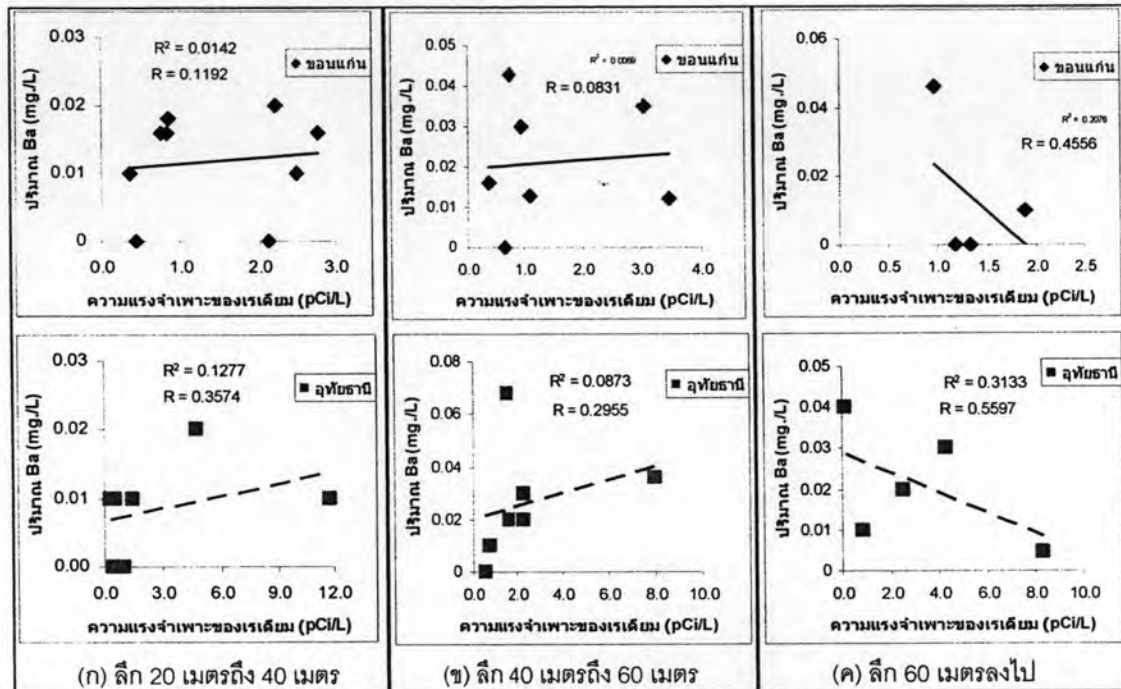 R² = 0.0142
R = 0.1192
ขอนแก่น
ปริมาณ Ba (mg./L)
0.03
0.02
0.01
0
0.0 1.0 2.0 3.0
ความแรงจำเพาะของเรเดียม (pCi/L)
R² = 0.0069
R = 0.0831
ขอนแก่น
ปริมาณ Ba (mg./L)
0.05
0.04
0.03
0.02
0.01
0
0.0 1.0 2.0 3.0 4.0
ความแรงจำเพาะของเรเดียม (pCi/L)
R² = 0.2076
R = 0.4556
ขอนแก่น
ปริมาณ Ba (mg./L)
0.06
0.04
0.02
0.00
0.0 0.5 1.0 1.5 2.0 2.5
ความแรงจำเพาะของเรเดียม (pCi/L)
R² = 0.1277
R = 0.3574
อุทัยธานี
ปริมาณ Ba (mg./L)
0.03
0.02
0.01
0.00
0.0 3.0 6.0 9.0 12.0
ความแรงจำเพาะของเรเดียม (pCi/L)
R² = 0.0873
R = 0.2955
อุทัยธานี
ปริมาณ Ba (mg./L)
0.08
0.06
0.04
0.02
0
0.0 2.0 4.0 6.0 8.0 10.0
ความแรงจำเพาะของเรเดียม (pCi/L)
R² = 0.3133
R = 0.5597
อุทัยธานี
ปริมาณ Ba (mg./L)
0.05
0.04
0.03
0.02
0.01
0
0.0 2.0 4.0 6.0 8.0 10.0
ความแรงจำเพาะของเรเดียม (pCi/L)
(ก) ลึก 20 เมตรถึง 40 เมตร
(ข) ลึก 40 เมตรถึง 60 เมตร
(ค) ลึก 60 เมตรลงไป